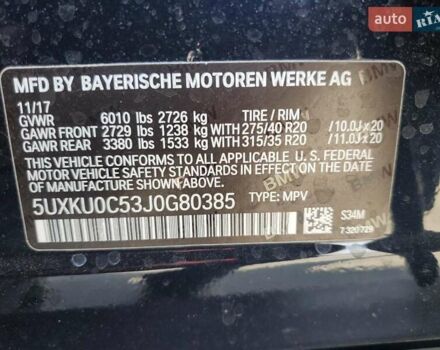 auto
RIA.com
MFD BY BAYERISCHE MOTOREN WERKE AG
11/17
GVWR 6010 lbs 2726 kg TIRE / RIM
GAWR FRONT 2729 lbs 1238 kg WITH 275/40 R20 /10.0J x 20
GAWR REAR 3380 lbs 1533 kg WITH 315/35 R20 /11.0J x 20
THIS VEHICLE CONFORMS TO ALL APPLICABLE U. S. FEDERAL
MOTOR VEHICLE SAFETY STANDARDS IN EFFECT ON THE
DATE OF MANUFACTURE SHOWN ABOVE.
5UXKU0C53J0G80385 TYPE: MPV
S34M
7 320 729